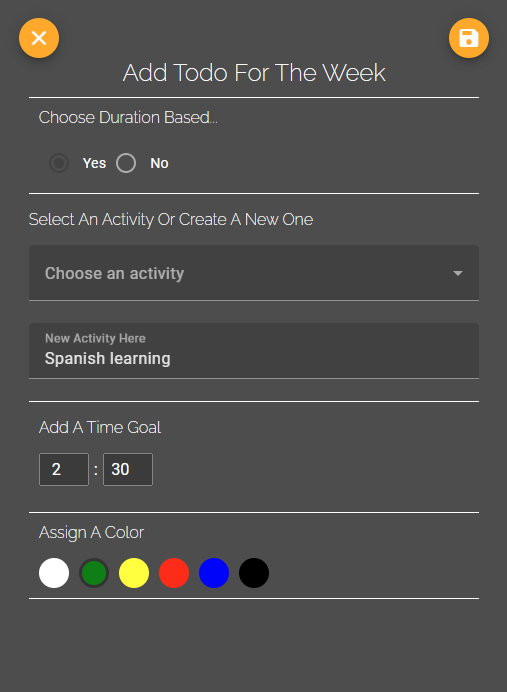 Add Todo For The Week
Choose Duration Based...
Yes No
Select An Activity Or Create A New One
Choose an activity
New Activity Here
Spanish learning
Add A Time Goal
2 : 30
Assign A Color